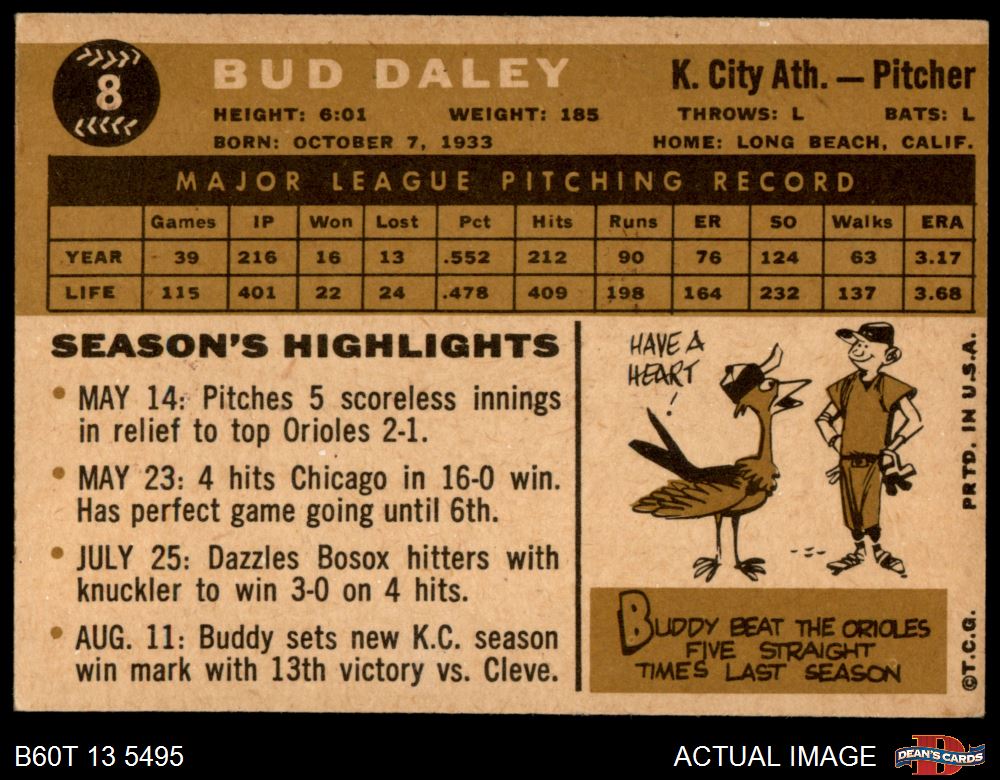 8
BUD DALEY
K. City Ath. — Pitcher
HEIGHT: 6:01 WEIGHT: 185 THROWS: L BATS: L
BORN: OCTOBER 7, 1933 HOME: LONG BEACH, CALIF.
MAJOR LEAGUE PITCHING RECORD
Games IP Won Lost Pct Hits Runs ER SO Walks ERA
YEAR 39 216 16 13 .552 212 90 76 124 63 3.17
LIFE 115 401 22 24 .478 409 198 164 232 137 3.68
SEASON'S HIGHLIGHTS
• MAY 14: Pitches 5 scoreless innings
in relief to top Orioles 2-1.
• MAY 23: 4 hits Chicago in 16-0 win.
Has perfect game going until 6th.
• JULY 25: Dazzles Bosox hitters with
knuckler to win 3-0 on 4 hits.
• AUG. 11: Buddy sets new K.C. season
win mark with 13th victory vs. Cleve.
HAVE A
HEART
!
BUDDY BEAT THE ORIOLES
FIVE STRAIGHT
TIMES LAST SEASON
PRTD. IN U.S.A.
©T.C.G.
B60T 13 5495
ACTUAL IMAGE
D
DEAN'S CARDS